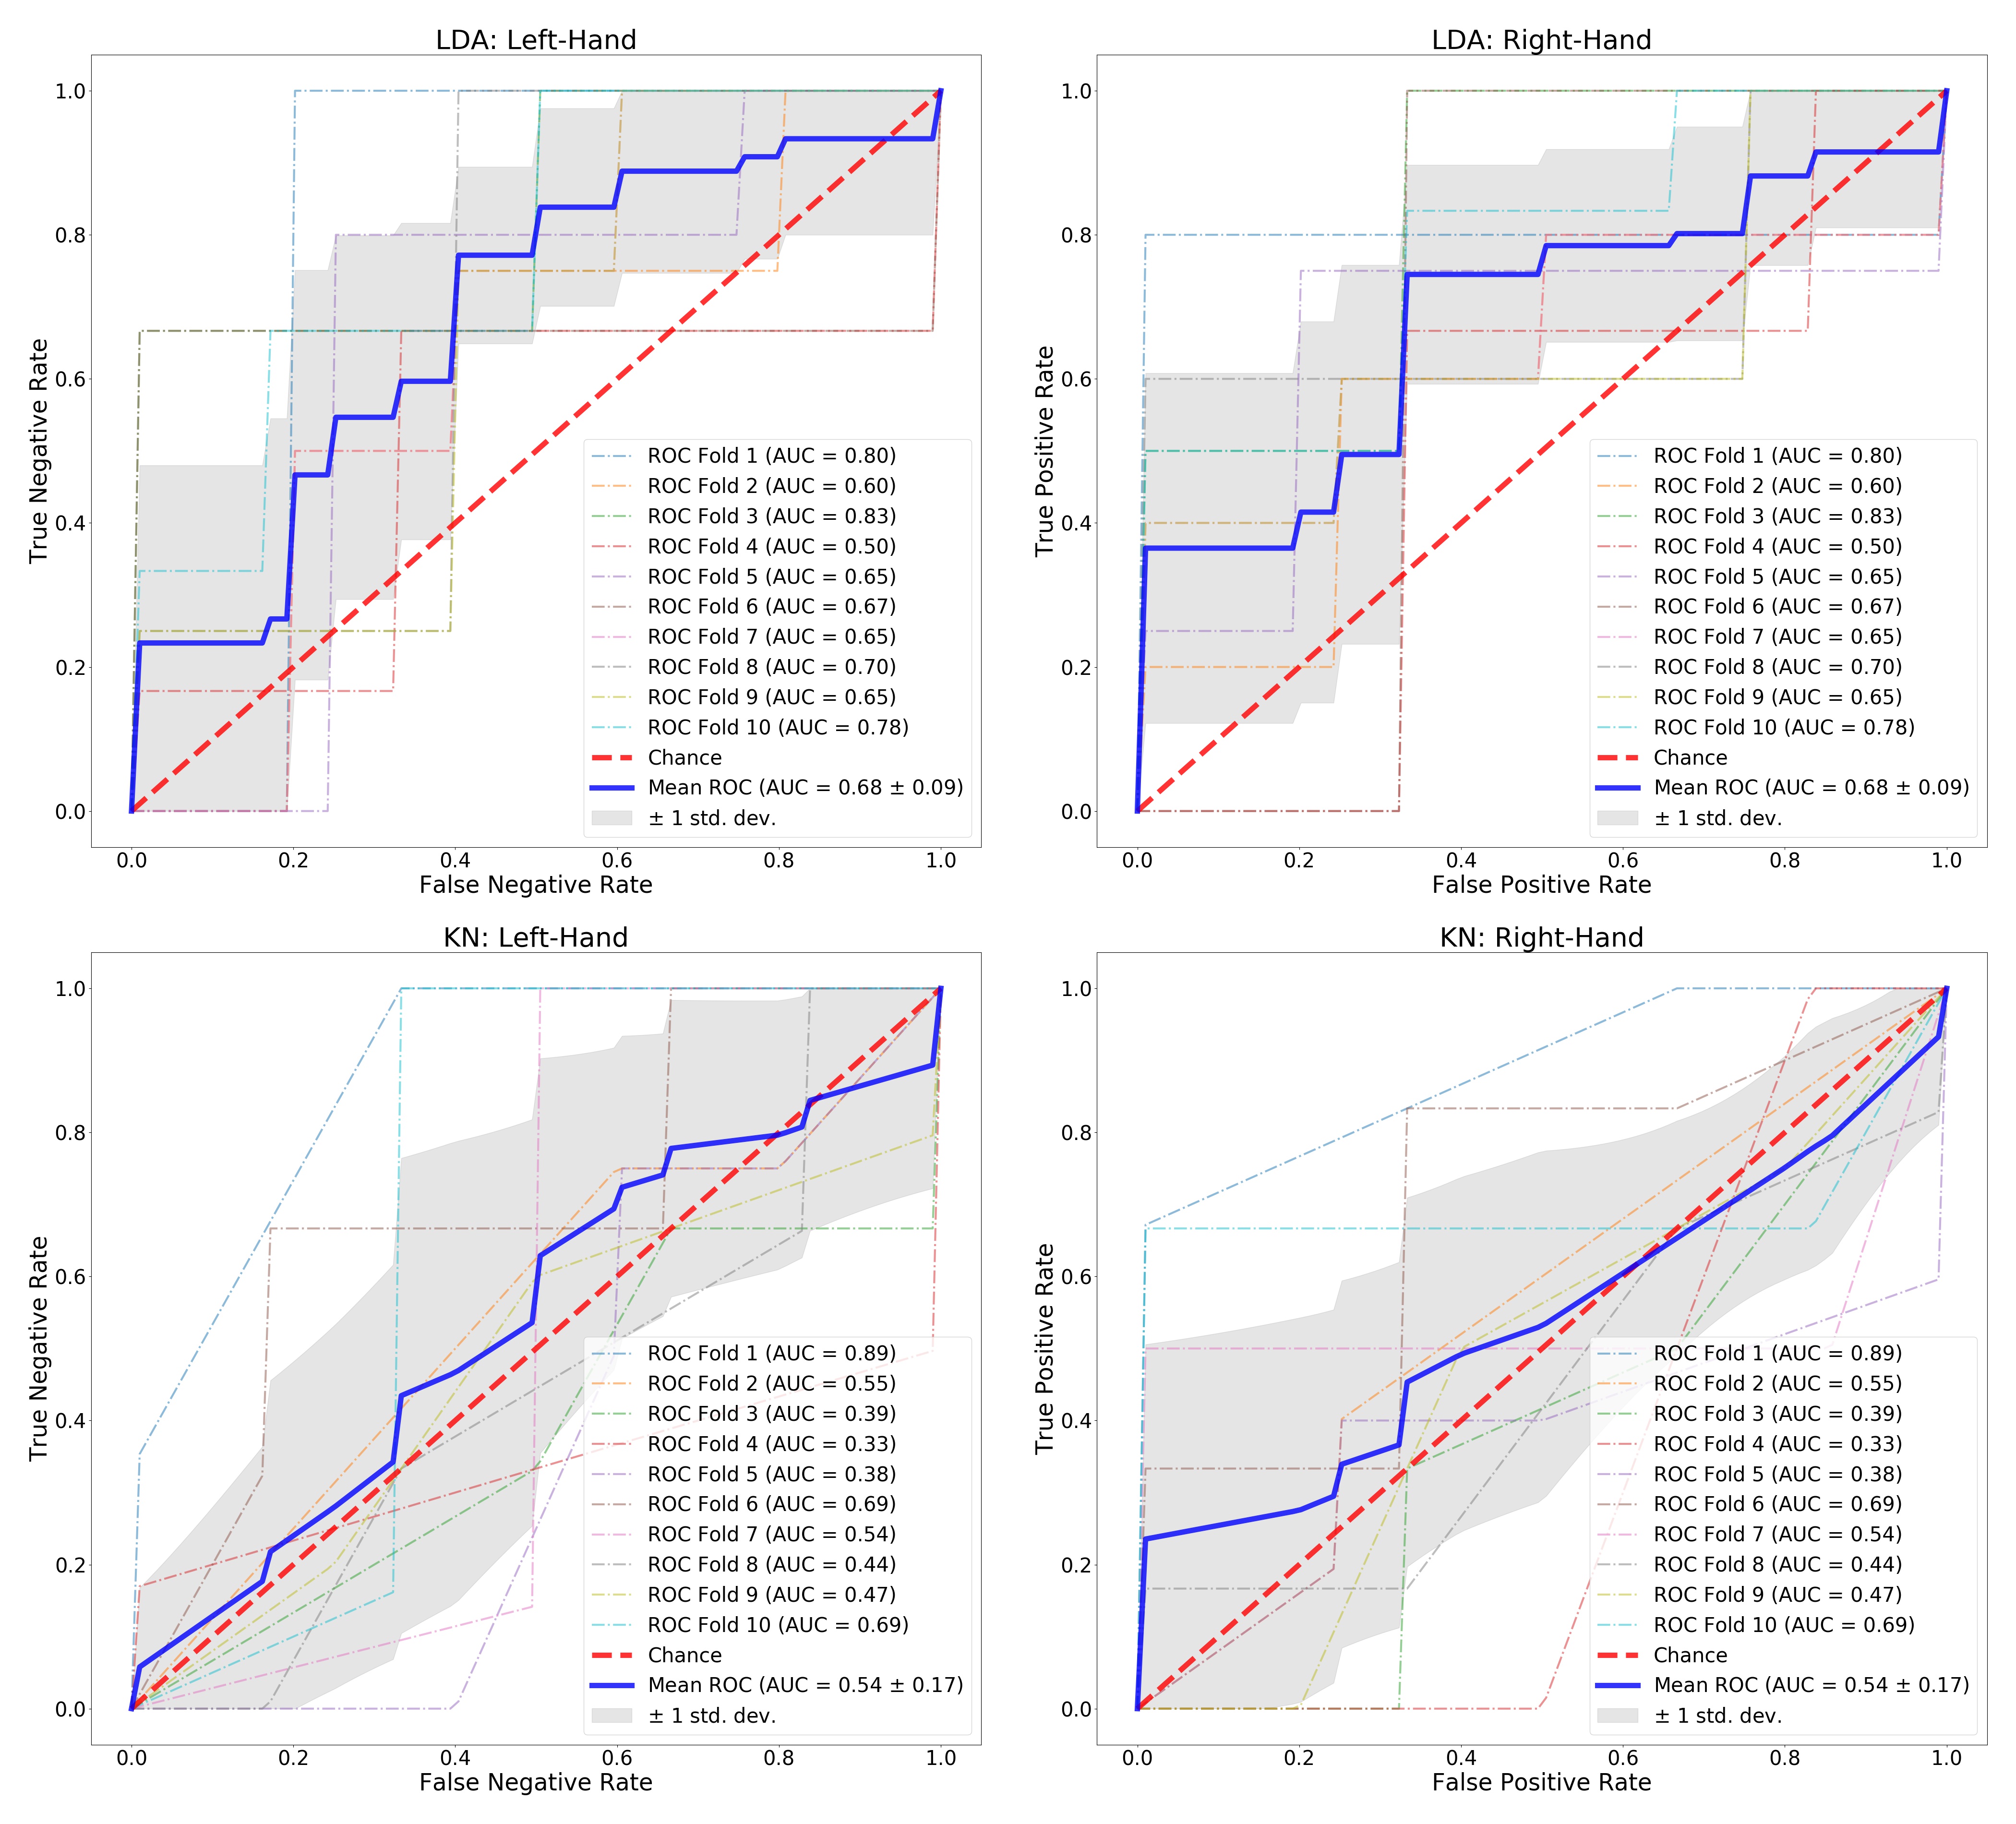 LDA: Left-Hand
True Negative Rate
1.0
0.8
0.6
0.4
0.2
0.0
ROC Fold 1 (AUC = 0.80)
ROC Fold 2 (AUC = 0.60)
ROC Fold 3 (AUC = 0.83)
ROC Fold 4 (AUC = 0.50)
ROC Fold 5 (AUC = 0.65)
ROC Fold 6 (AUC = 0.67)
ROC Fold 7 (AUC = 0.65)
ROC Fold 8 (AUC = 0.70)
ROC Fold 9 (AUC = 0.65)
ROC Fold 10 (AUC = 0.78)
Chance
Mean ROC (AUC = 0.68 ± 0.09)
± 1 std. dev.
0.0 0.2 0.4 0.6 0.8 1.0
False Negative Rate
LDA: Right-Hand
True Positive Rate
1.0
0.8
0.6
0.4
0.2
0.0
ROC Fold 1 (AUC = 0.80)
ROC Fold 2 (AUC = 0.60)
ROC Fold 3 (AUC = 0.83)
ROC Fold 4 (AUC = 0.50)
ROC Fold 5 (AUC = 0.65)
ROC Fold 6 (AUC = 0.67)
ROC Fold 7 (AUC = 0.65)
ROC Fold 8 (AUC = 0.70)
ROC Fold 9 (AUC = 0.65)
ROC Fold 10 (AUC = 0.78)
Chance
Mean ROC (AUC = 0.68 ± 0.09)
± 1 std. dev.
0.0 0.2 0.4 0.6 0.8 1.0
False Positive Rate
KN: Left-Hand
True Negative Rate
1.0
0.8
0.6
0.4
0.2
0.0
ROC Fold 1 (AUC = 0.89)
ROC Fold 2 (AUC = 0.55)
ROC Fold 3 (AUC = 0.39)
ROC Fold 4 (AUC = 0.33)
ROC Fold 5 (AUC = 0.38)
ROC Fold 6 (AUC = 0.69)
ROC Fold 7 (AUC = 0.54)
ROC Fold 8 (AUC = 0.44)
ROC Fold 9 (AUC = 0.47)
ROC Fold 10 (AUC = 0.69)
Chance
Mean ROC (AUC = 0.54 ± 0.17)
± 1 std. dev.
0.0 0.2 0.4 0.6 0.8 1.0
False Negative Rate
KN: Right-Hand
True Positive Rate
1.0
0.8
0.6
0.4
0.2
0.0
ROC Fold 1 (AUC = 0.89)
ROC Fold 2 (AUC = 0.55)
ROC Fold 3 (AUC = 0.39)
ROC Fold 4 (AUC = 0.33)
ROC Fold 5 (AUC = 0.38)
ROC Fold 6 (AUC = 0.69)
ROC Fold 7 (AUC = 0.54)
ROC Fold 8 (AUC = 0.44)
ROC Fold 9 (AUC = 0.47)
ROC Fold 10 (AUC = 0.69)
Chance
Mean ROC (AUC = 0.54 ± 0.17)
± 1 std. dev.
0.0 0.2 0.4 0.6 0.8 1.0
False Positive Rate